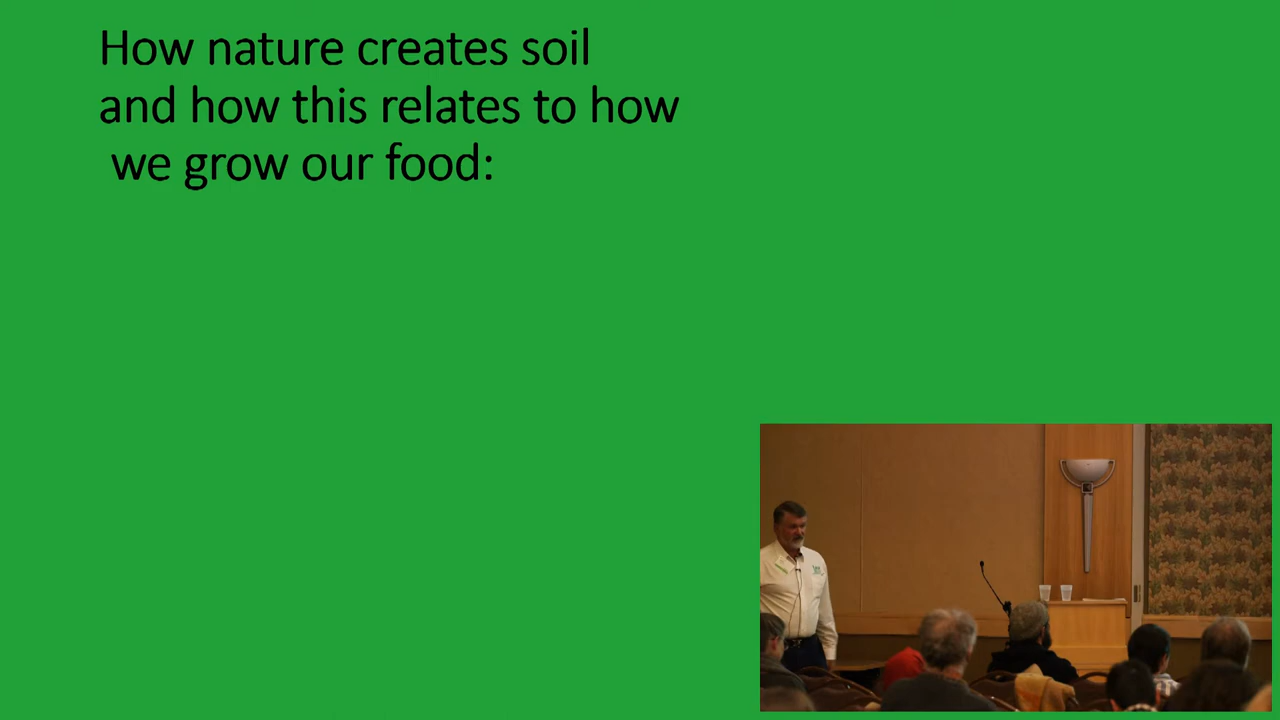 How nature creates soil
and how this relates to how
we grow our food: